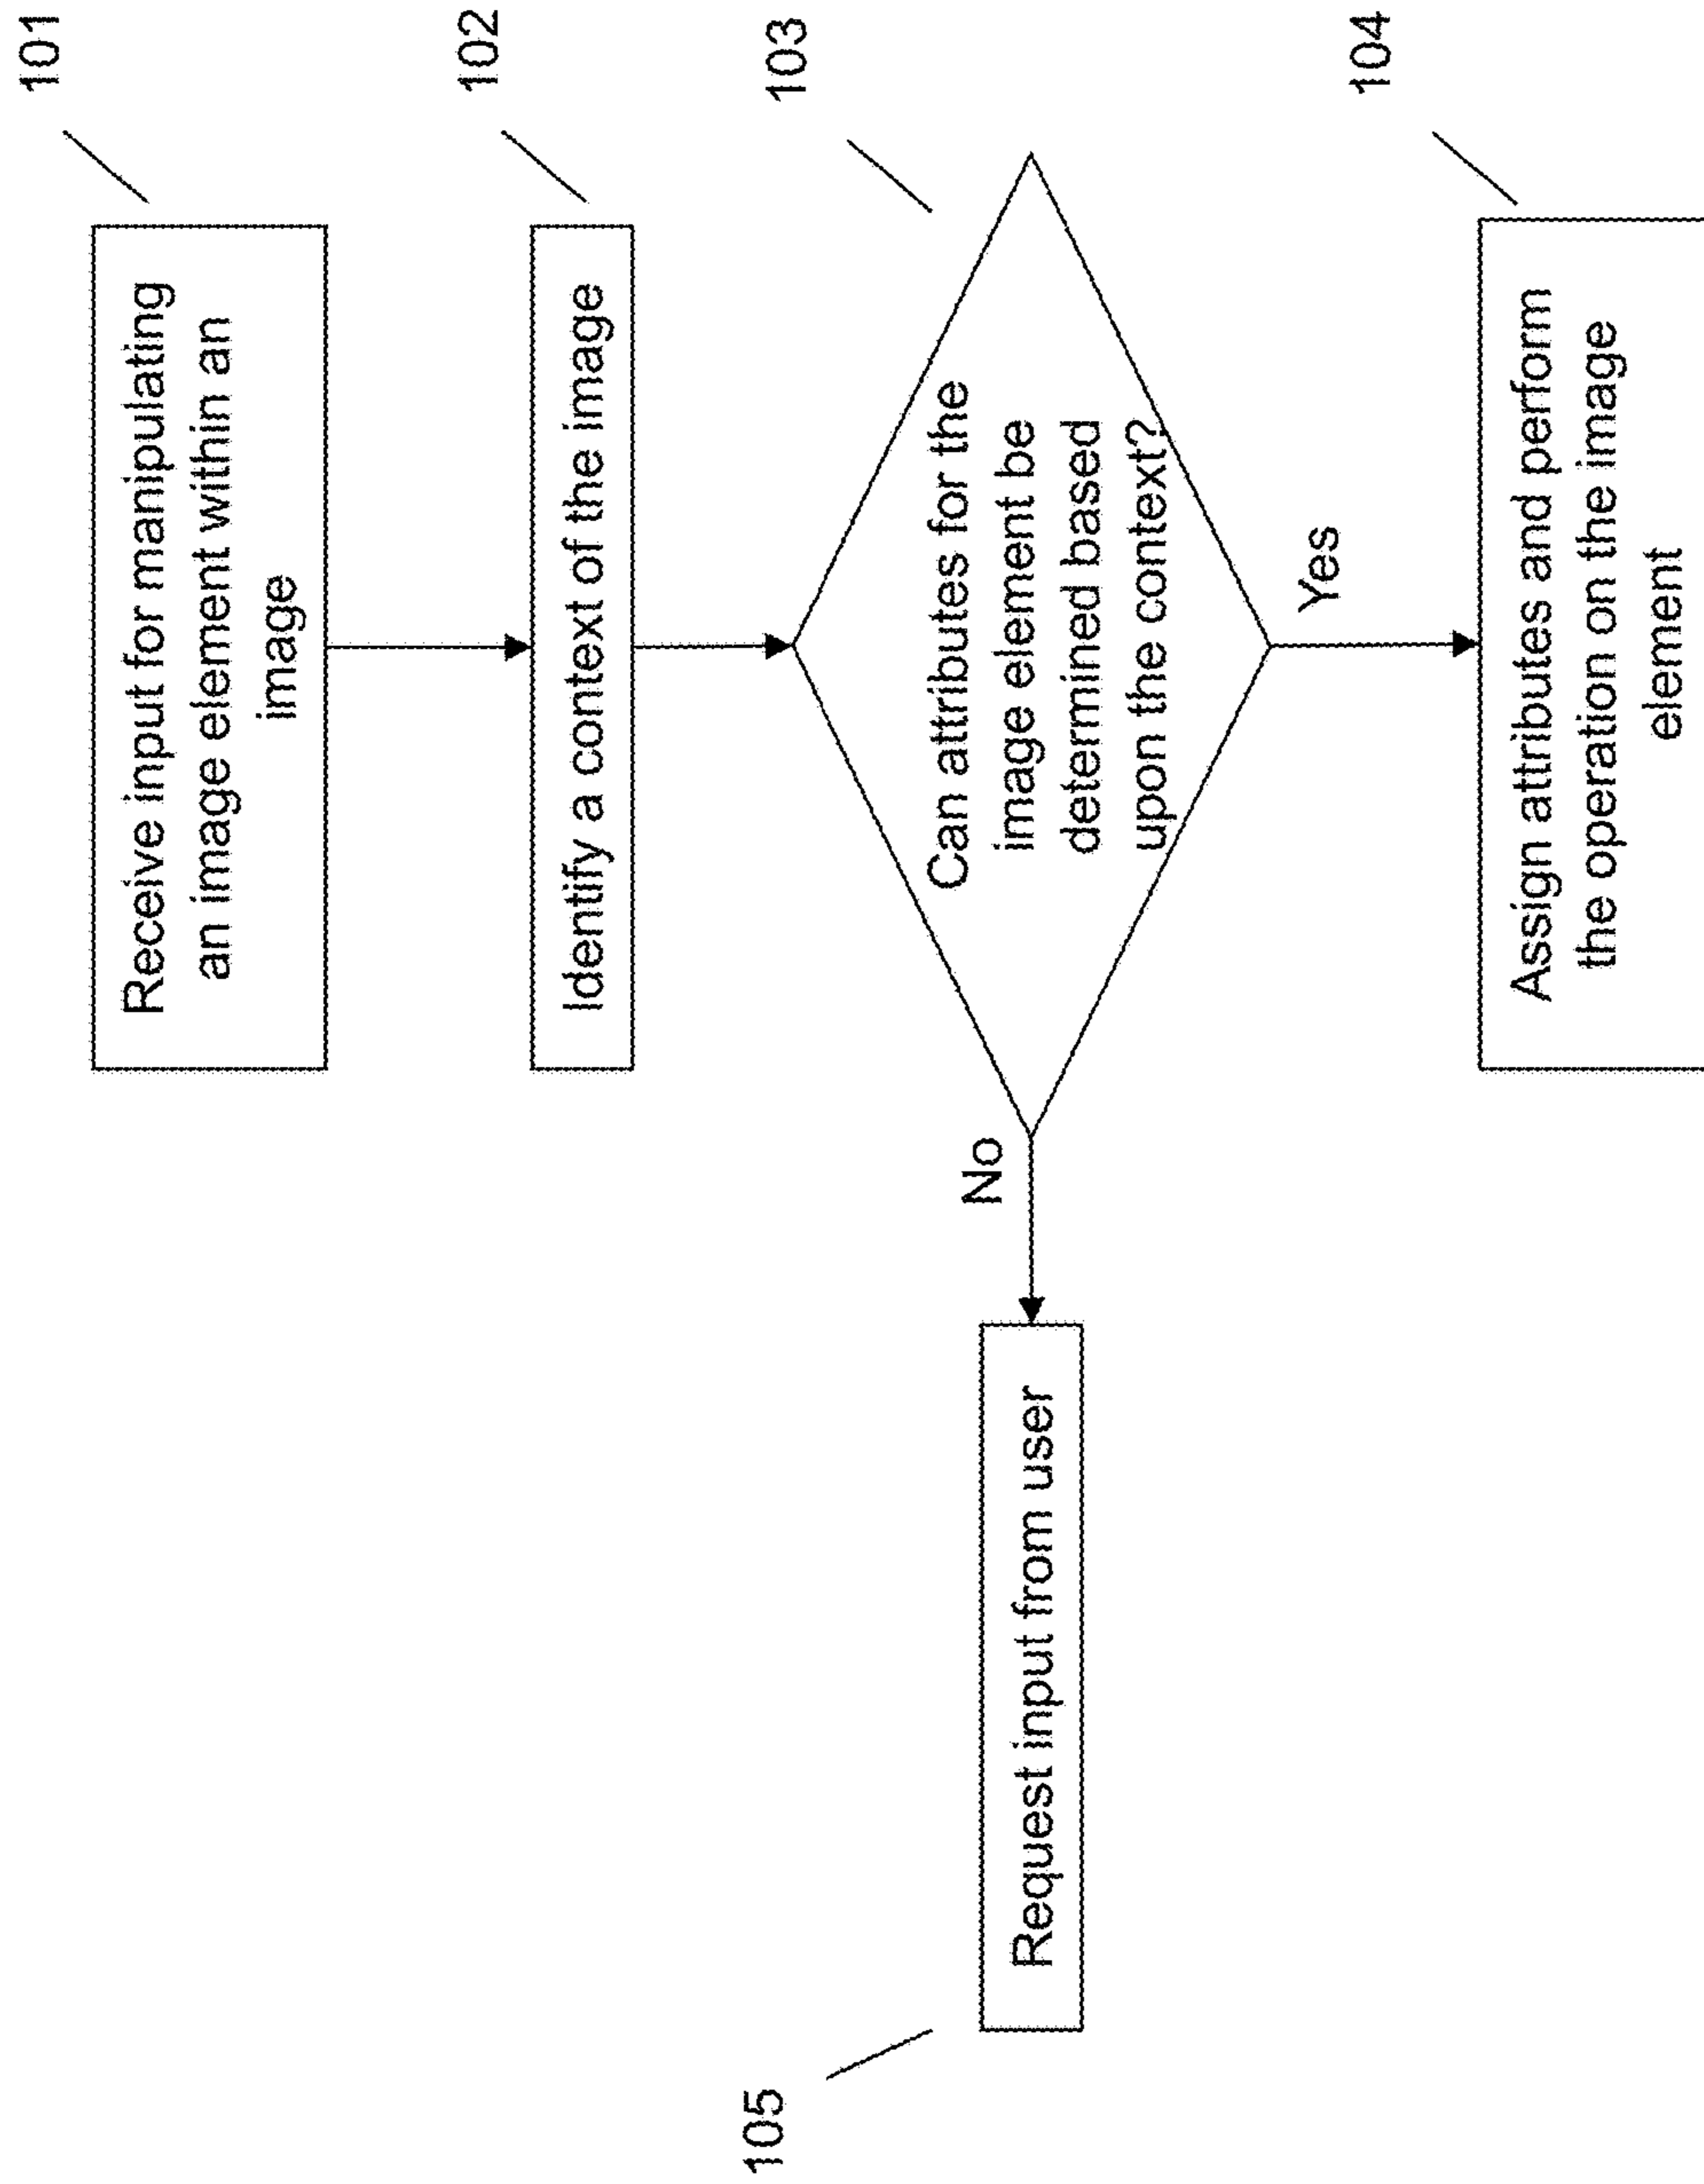 101
Receive input for manipulating
an image element within an
image
102
Identify a context of the image
103
Can attributes for the
image element be
determined based
upon the context?
No
Yes
105
Request input from user
104
Assign attributes and perform
the operation on the image
element